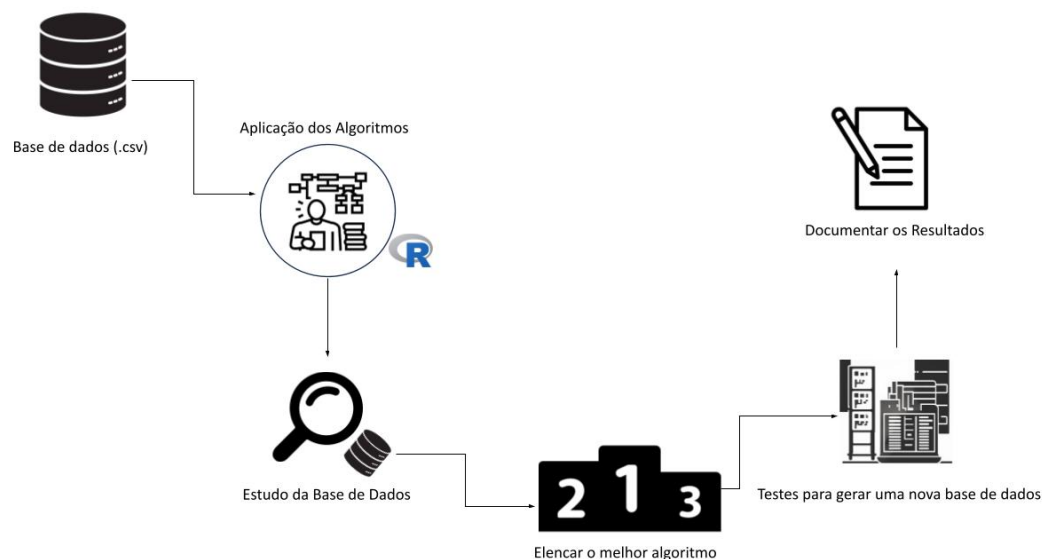 Base de dados (.csv)
Aplicação dos Algoritmos
R
Estudo da Base de Dados
2 1 3
Elencar o melhor algoritmo
Testes para gerar uma nova base de dados
Documentar os Resultados